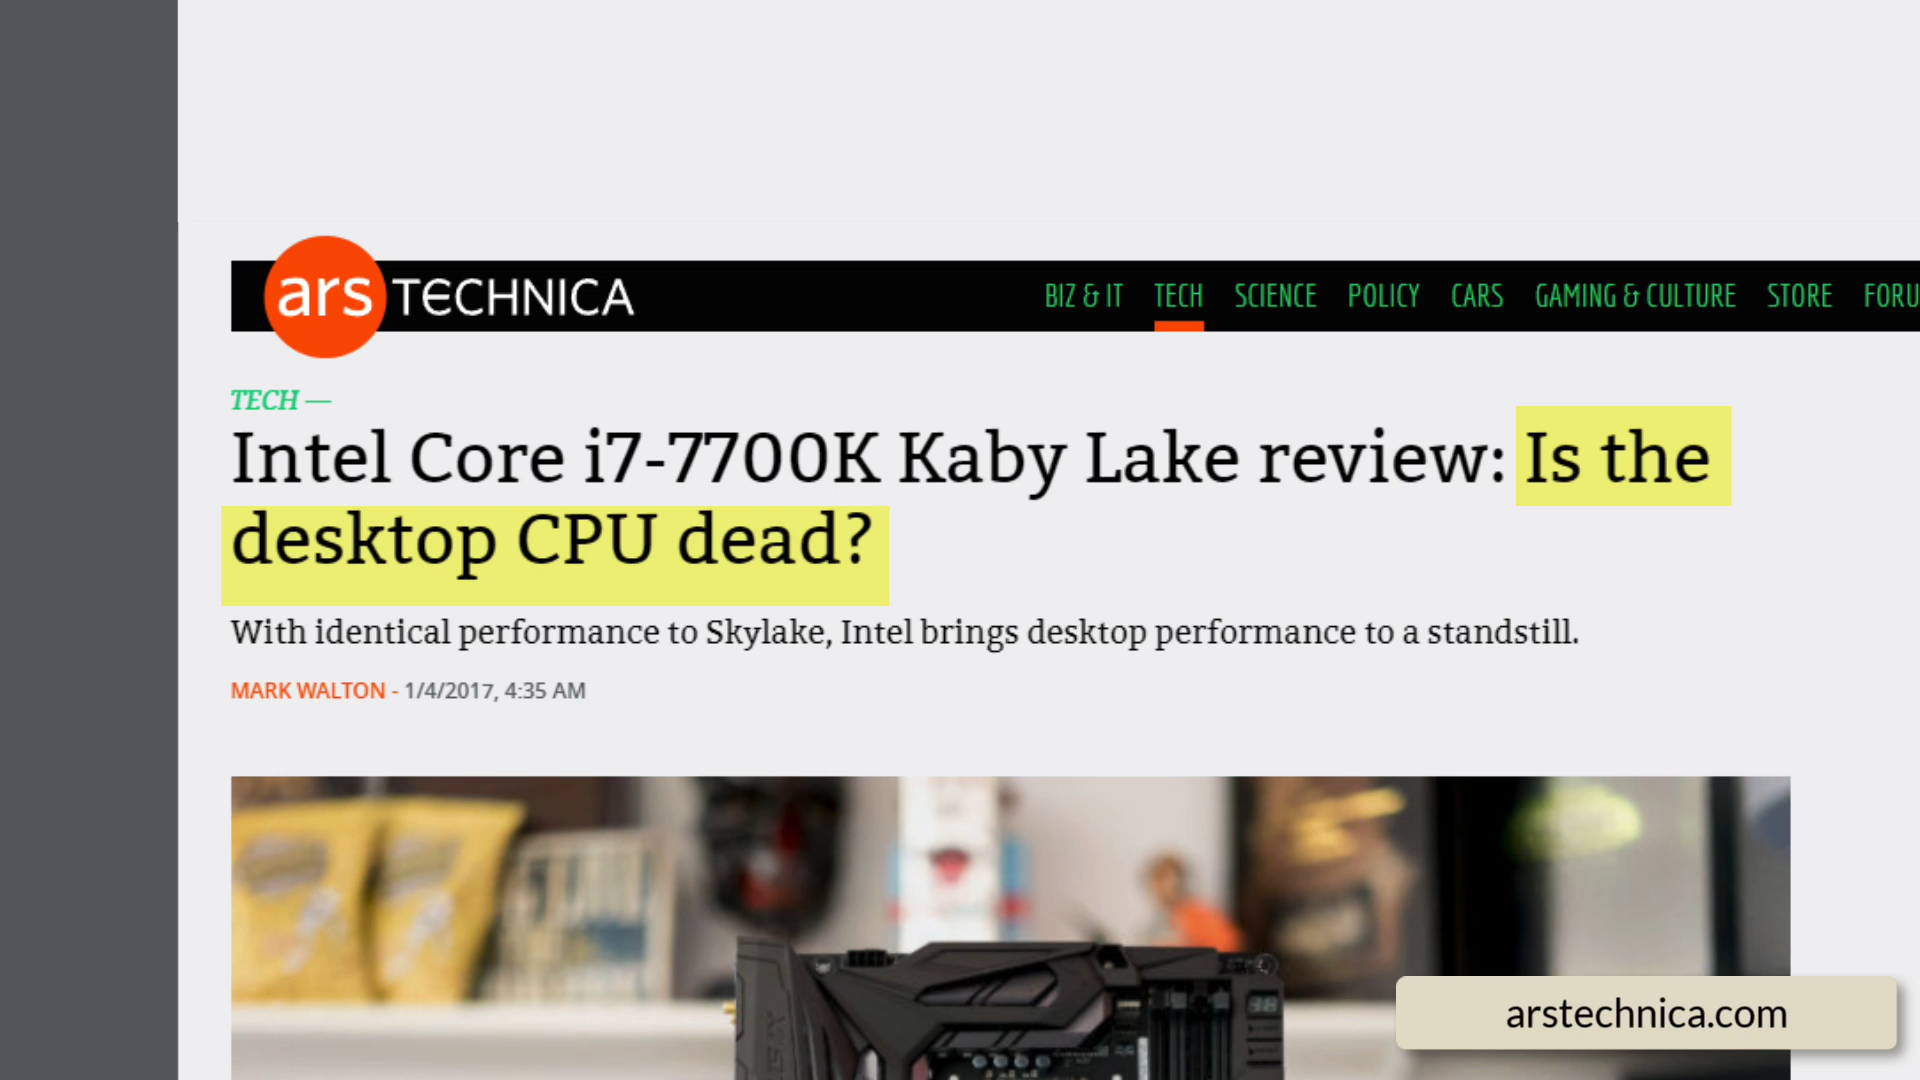 ars TECHNICA
BIZ & IT TECH SCIENCE POLICY CARS GAMING & CULTURE STORE FORU
TECH —
Intel Core i7-7700K Kaby Lake review: Is the
desktop CPU dead?
With identical performance to Skylake, Intel brings desktop performance to a standstill.
MARK WALTON - 1/4/2017, 4:35 AM
arstechnica.com